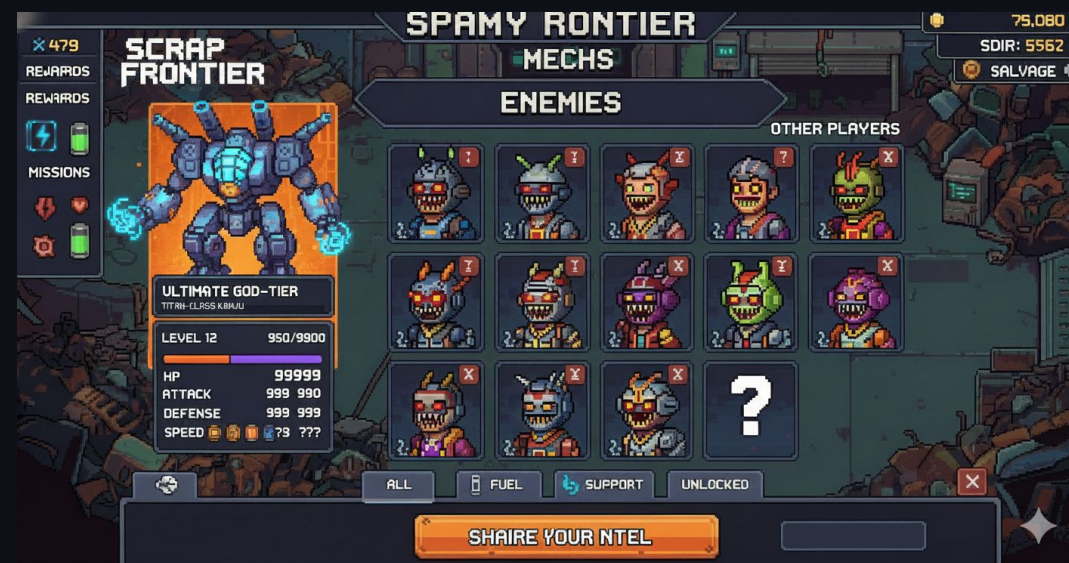 SPAMY RONTIER
MECHS
ENEMIES
OTHER PLAYERS
75,080
SDIR: 5562
SALVAGE
479
REWARDS
REWARDS
MISSIONS
SCRAP
FRONTIER
ULTIMATE GOD-TIER
LEVEL 12 950/9900
HP 99999
ATTACK 999 990
DEFENSE 999 999
SPEED ?3 ???
?
ALL
FUEL
SUPPORT
UNLOCKED
X
SHAIRE YOUR NTEL